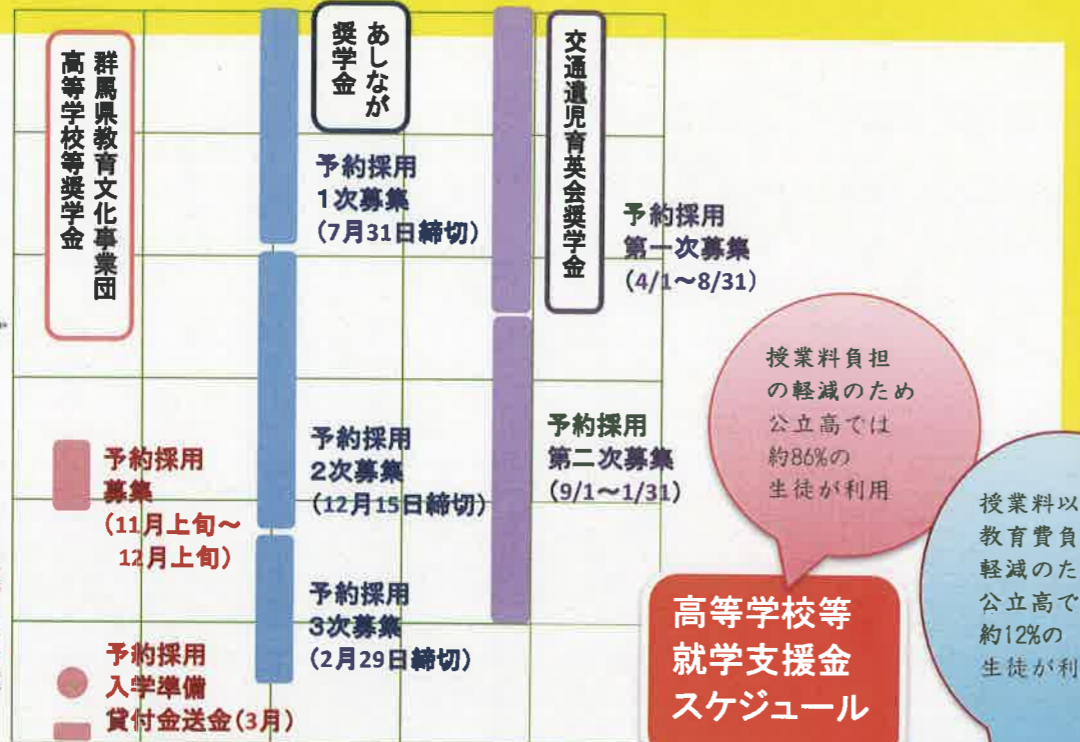 群馬県教育文化事業団
高等学校等奨学金
予約採用
募集
(11月上旬～
12月上旬)
予約採用
入学準備
貸付金送金(3月)
あしなが
奨学金
予約採用
1次募集
(7月31日締切)
予約採用
2次募集
(12月15日締切)
予約採用
3次募集
(2月29日締切)
交通遺児育英会奨学金
予約採用
第一次募集
(4/1～8/31)
予約採用
第二次募集
(9/1～1/31)
授業料負担
の軽減のため
公立高では
約86%の
生徒が利用
高等学校等
就学支援金
スケジュール
授業料以
教育費負
軽減のた
公立高で
約12%の
生徒が利